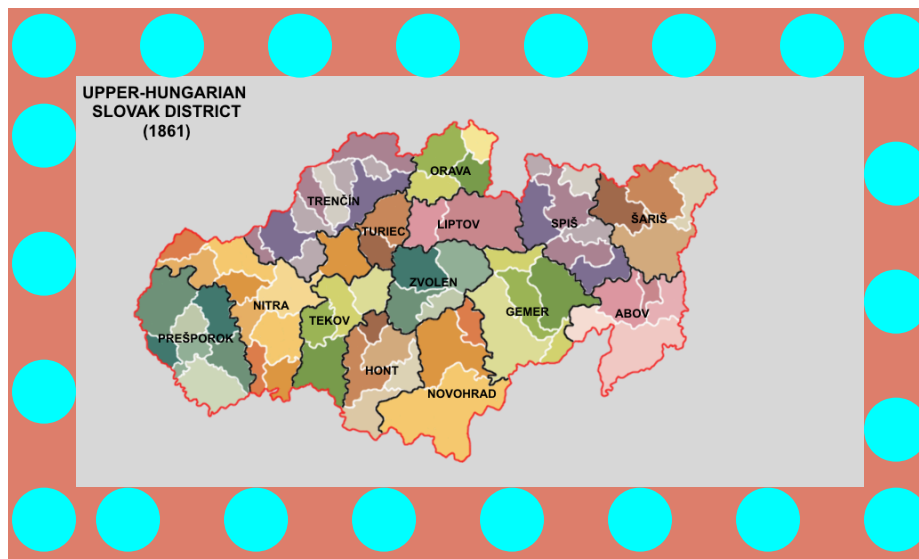 UPPER-HUNGARIAN
SLOVAK DISTRICT
(1861)
ORAVA
TRENČÍN
LIPTOV
SPIŠ
ŠARIŠ
TURIEC
ZVOLEN
NITRA
TEKOV
GEMER
ABOV
PREŠPOROK
HONT
NOVOHRAD